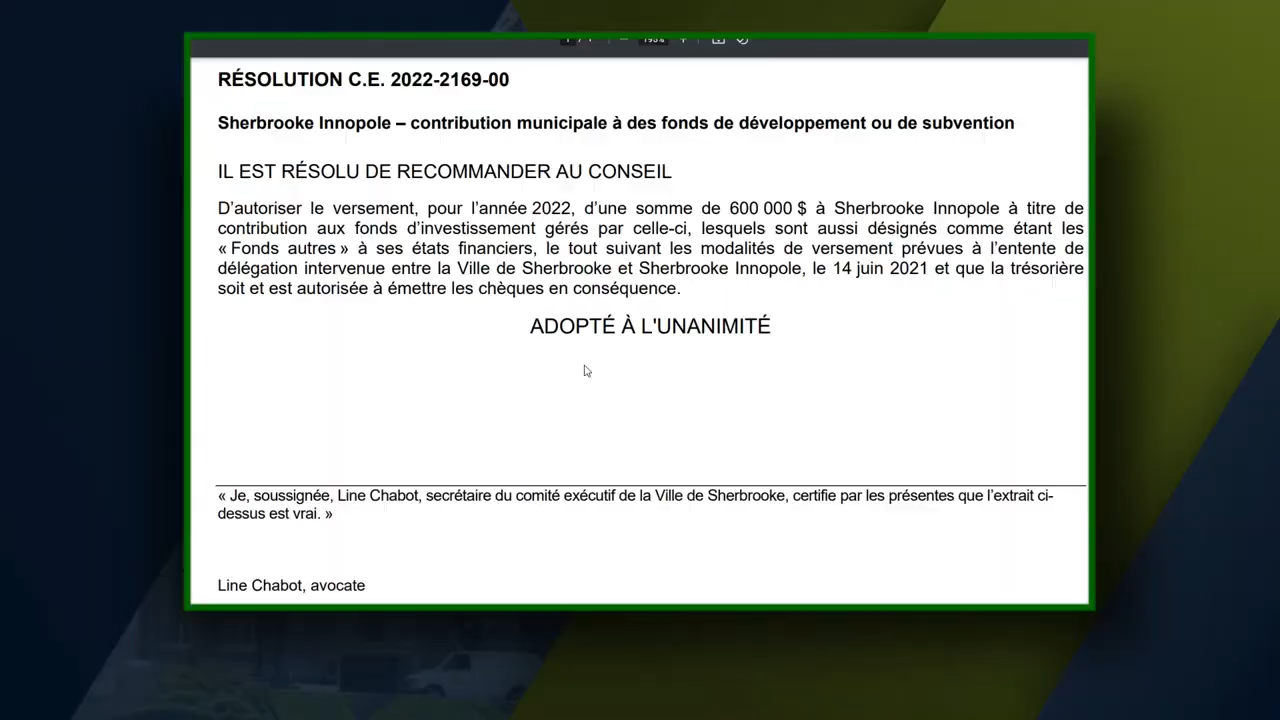 RÉSOLUTION C.E. 2022-2169-00
Sherbrooke Innopole – contribution municipale à des fonds de développement ou de subvention
IL EST RÉSOLU DE RECOMMANDER AU CONSEIL
D'autoriser le versement, pour l'année 2022, d'une somme de 600 000 $ à Sherbrooke Innopole à titre de
contribution aux fonds d'investissement gérés par celle-ci, lesquels sont aussi désignés comme étant les
« Fonds autres » à ses états financiers, le tout suivant les modalités de versement prévues à l'entente de
délégation intervenue entre la Ville de Sherbrooke et Sherbrooke Innopole, le 14 juin 2021 et que la trésorière
soit et est autorisée à émettre les chèques en conséquence.
ADOPTÉ À L'UNANIMITÉ
« Je, soussignée, Line Chabot, secrétaire du comité exécutif de la Ville de Sherbrooke, certifie par les présentes que l'extrait ci-
dessus est vrai. »
Line Chabot, avocate